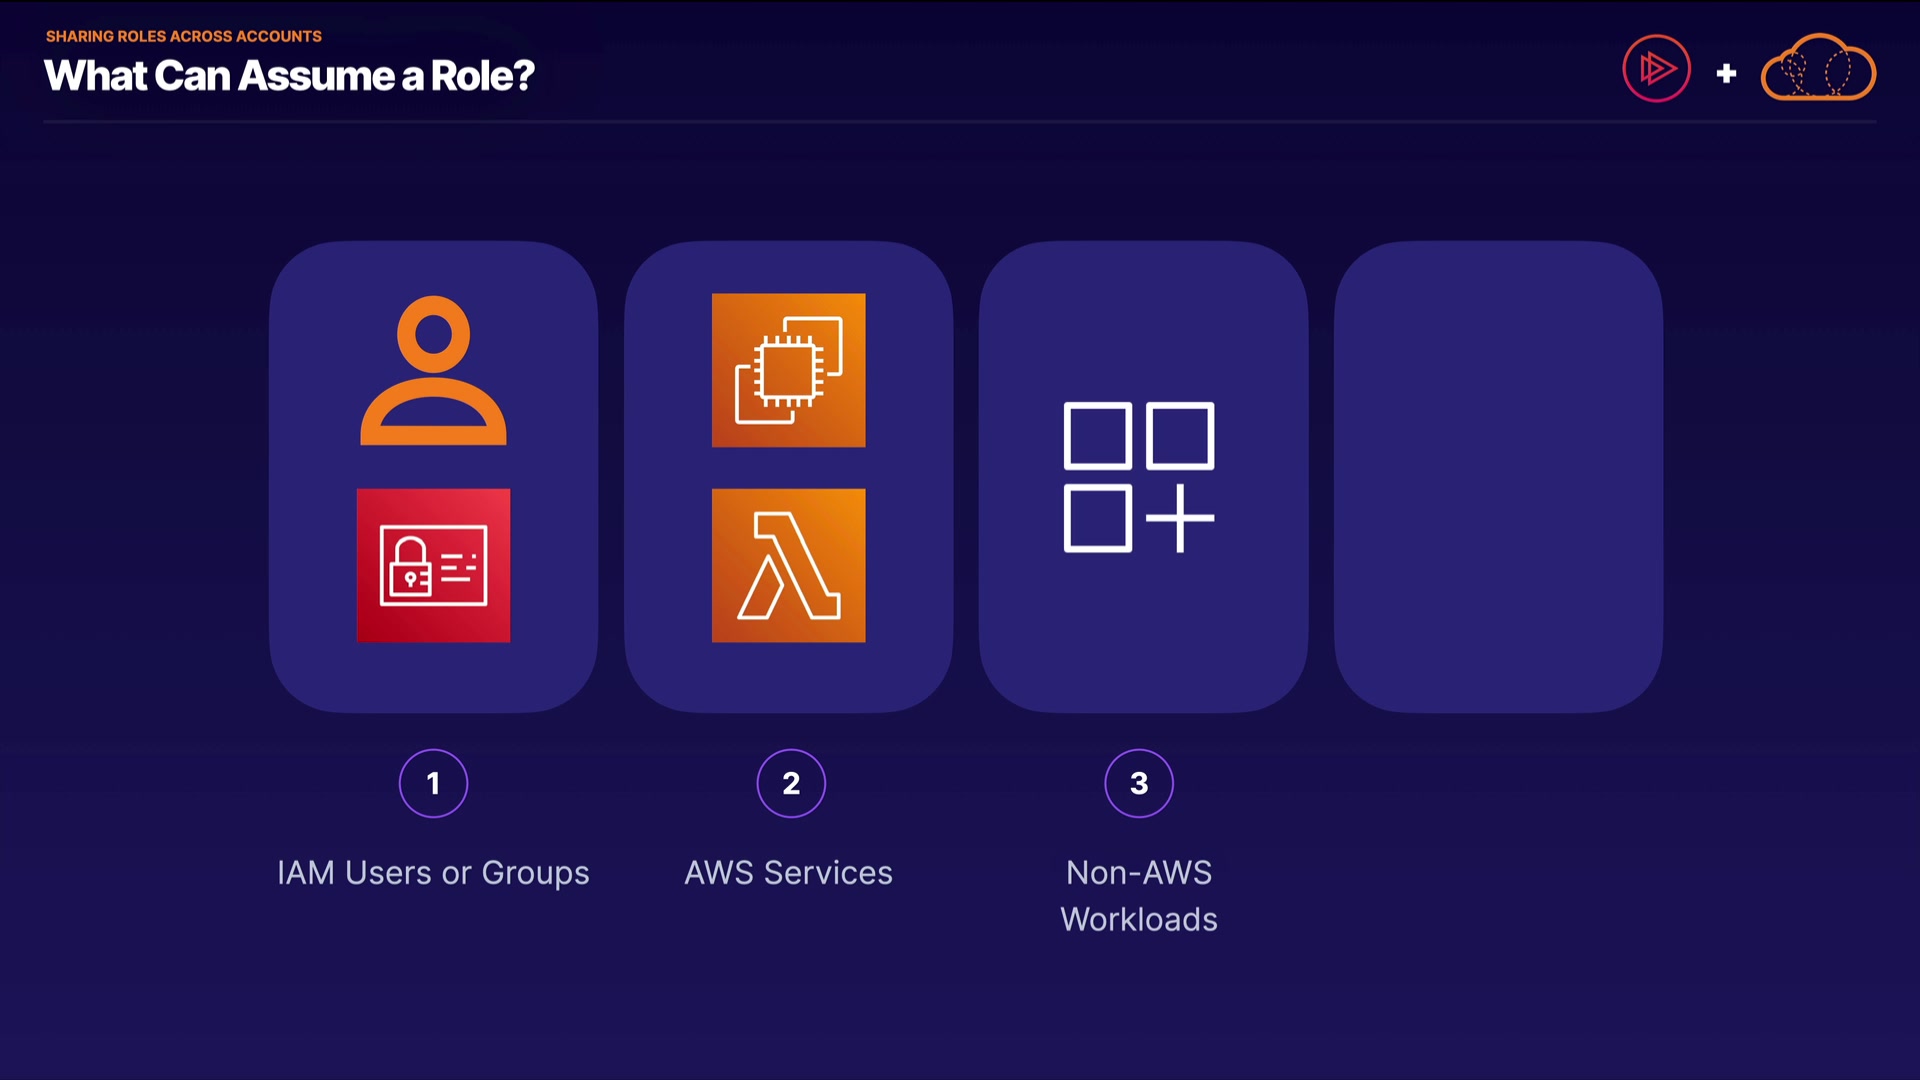 SHARING ROLES ACROSS ACCOUNTS
What Can Assume a Role?
1
IAM Users or Groups
2
AWS Services
3
Non-AWS
Workloads